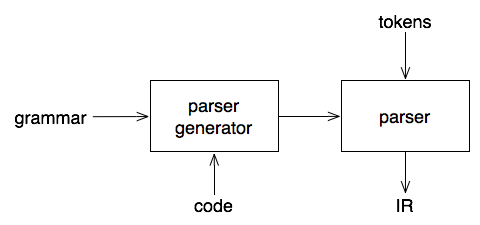 tokens
grammar
parser
generator
parser
code
IR